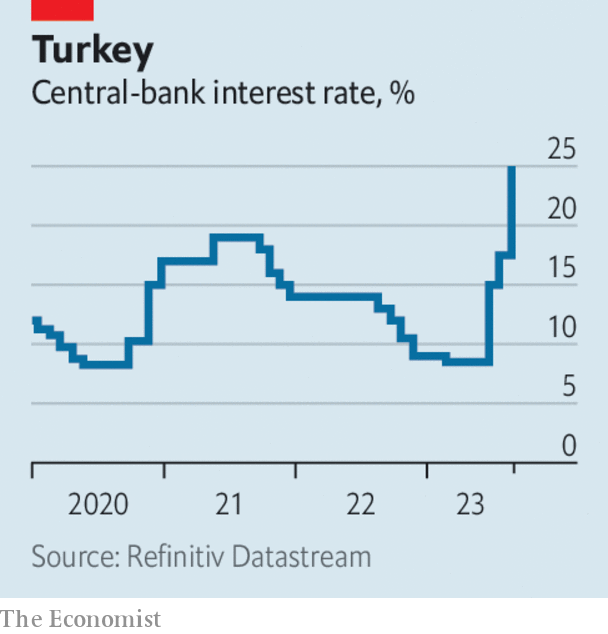 Turkey
Central-bank interest rate, %
25
20
15
10
5
0
2020 21 22 23
Source: Refinitiv Datastream
The Economist